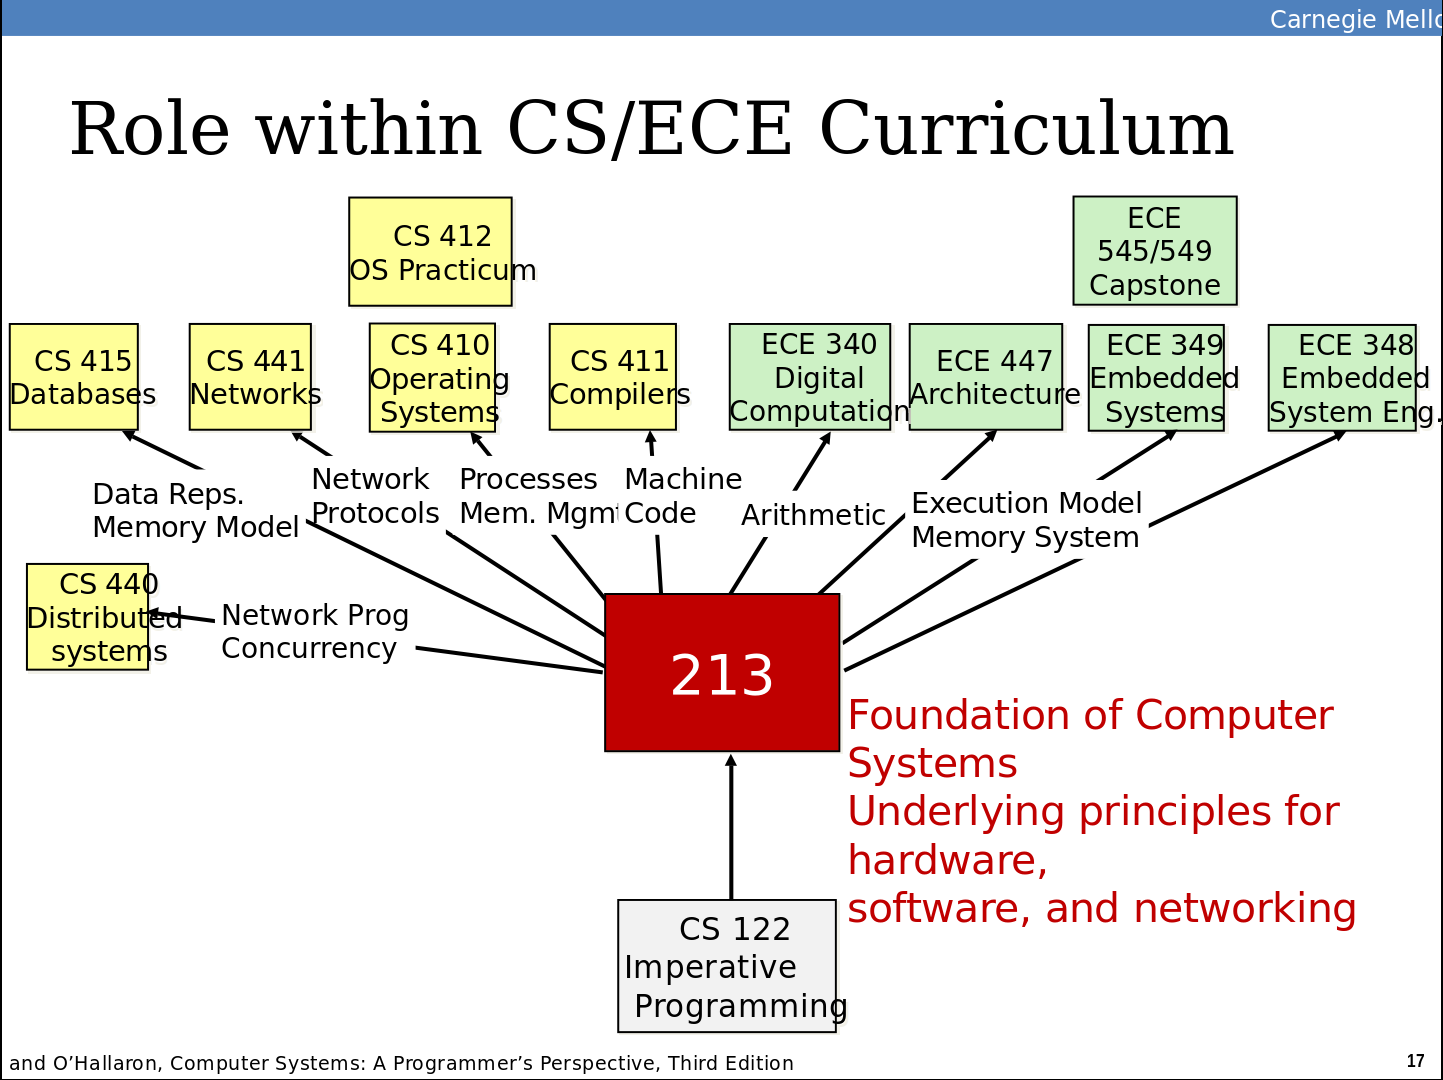 Carnegie Mello
Role within CS/ECE Curriculum
CS 412
OS Practicum
ECE
545/549
Capstone
CS 415
Databases
CS 441
Networks
CS 410
Operating
Systems
CS 411
Compilers
ECE 340
Digital
Computation
ECE 447
Architecture
ECE 349
Embedded
Systems
ECE 348
Embedded
System Eng.
Data Reps.
Memory Model
Network
Protocols
Processes
Mem. Mgmt
Machine
Code
Arithmetic
Execution Model
Memory System
CS 440
Distributed
systems
Network Prog
Concurrency
213
Foundation of Computer
Systems
Underlying principles for
hardware,
software, and networking
CS 122
Imperative
Programming
and O’Hallaron, Computer Systems: A Programmer’s Perspective, Third Edition
17